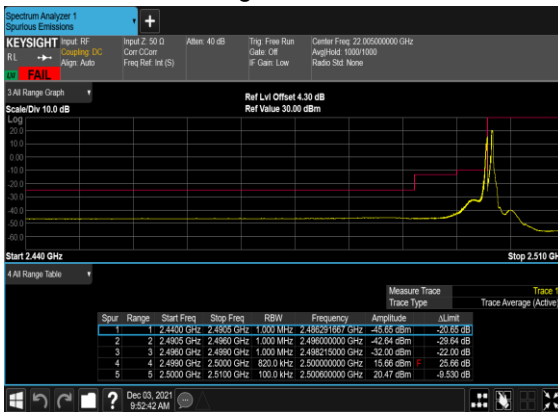 Spectrum Analyzer 1
Spurious Emissions
KEYSIGHT Input: RF Input Z: 50 Ω Atten: 40 dB Trig: Free Run Center Freq: 22.005000000 GHz
RL Coupling: DC Corr CCorr Gate: Off Avg|Hold: 1000/1000
Align: Auto Freq Ref: Int (S) IF Gain: Low Radio Std: None
LV FAIL
3 All Range Graph Ref Lvl Offset 4.30 dB
Scale/Div 10.0 dB Ref Value 30.00 dBm
Log
20.0
10.0
0.00
-10.0
-20.0
-30.0
-40.0
-50.0
-60.0
Start 2.440 GHz Stop 2.510 GH
4 All Range Table
Measure Trace Trace 1
Trace Type Trace Average (Active)
Spur Range Start Freq Stop Freq RBW Frequency Amplitude ΔLimit
1 1 2.4400 GHz 2.4905 GHz 1.000 MHz 2.486291667 GHz -45.65 dBm -20.65 dB
2 2 2.4905 GHz 2.4960 GHz 1.000 MHz 2.496000000 GHz -42.64 dBm -29.64 dB
3 3 2.4960 GHz 2.4990 GHz 1.000 MHz 2.498215000 GHz -32.00 dBm -22.00 dB
4 4 2.4990 GHz 2.5000 GHz 820.0 kHz 2.500000000 GHz 15.66 dBm F 25.66 dB
5 5 2.5000 GHz 2.5100 GHz 100.0 kHz 2.500600000 GHz 20.47 dBm -9.530 dB
? Dec 03, 2021
9:52:42 AM